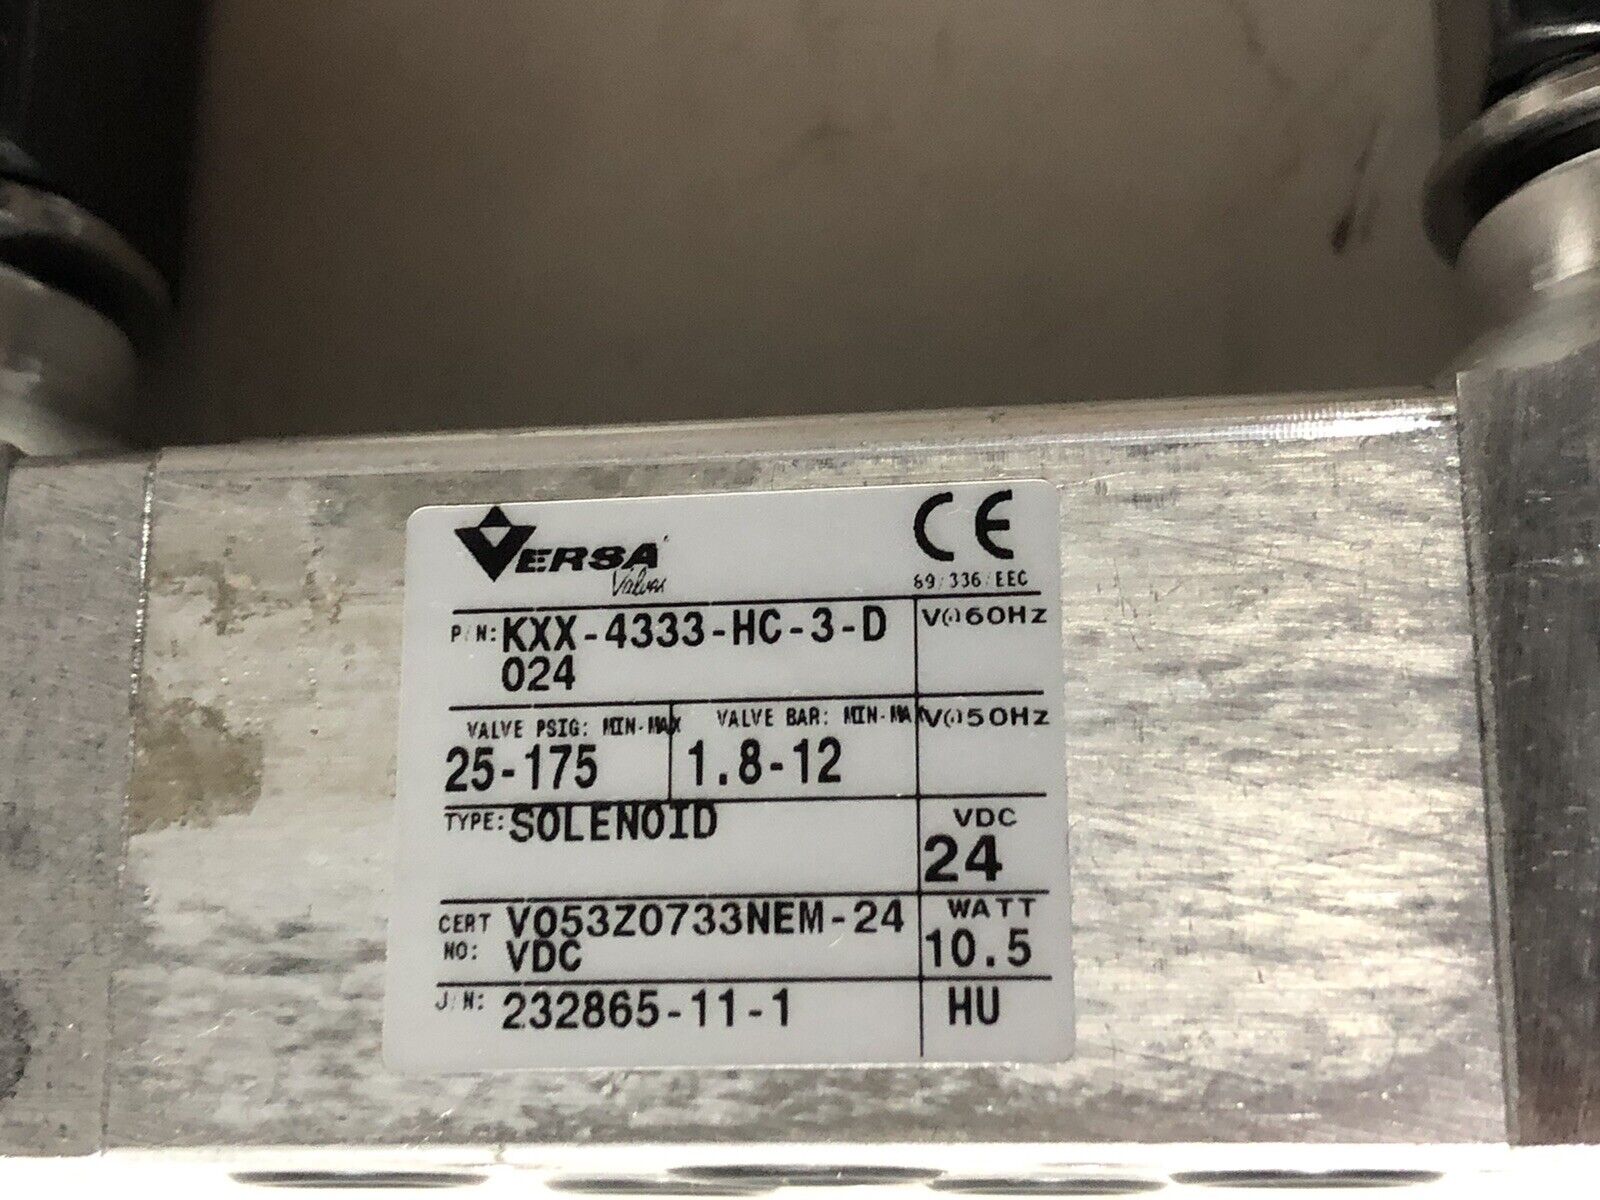 VERSA
Valves
CE
89/336/EEC
P/N: KXX-4333-HC-3-D
024
V@60HZ
VALVE PSIG: MIN-MAX
25-175
VALVE BAR: MIN-MAX
1.8-12
V@50HZ
TYPE: SOLENOID
VDC
24
CERT NO: V053Z0733NEM-24
VDC
WATT
10.5
J/N: 232865-11-1
HU